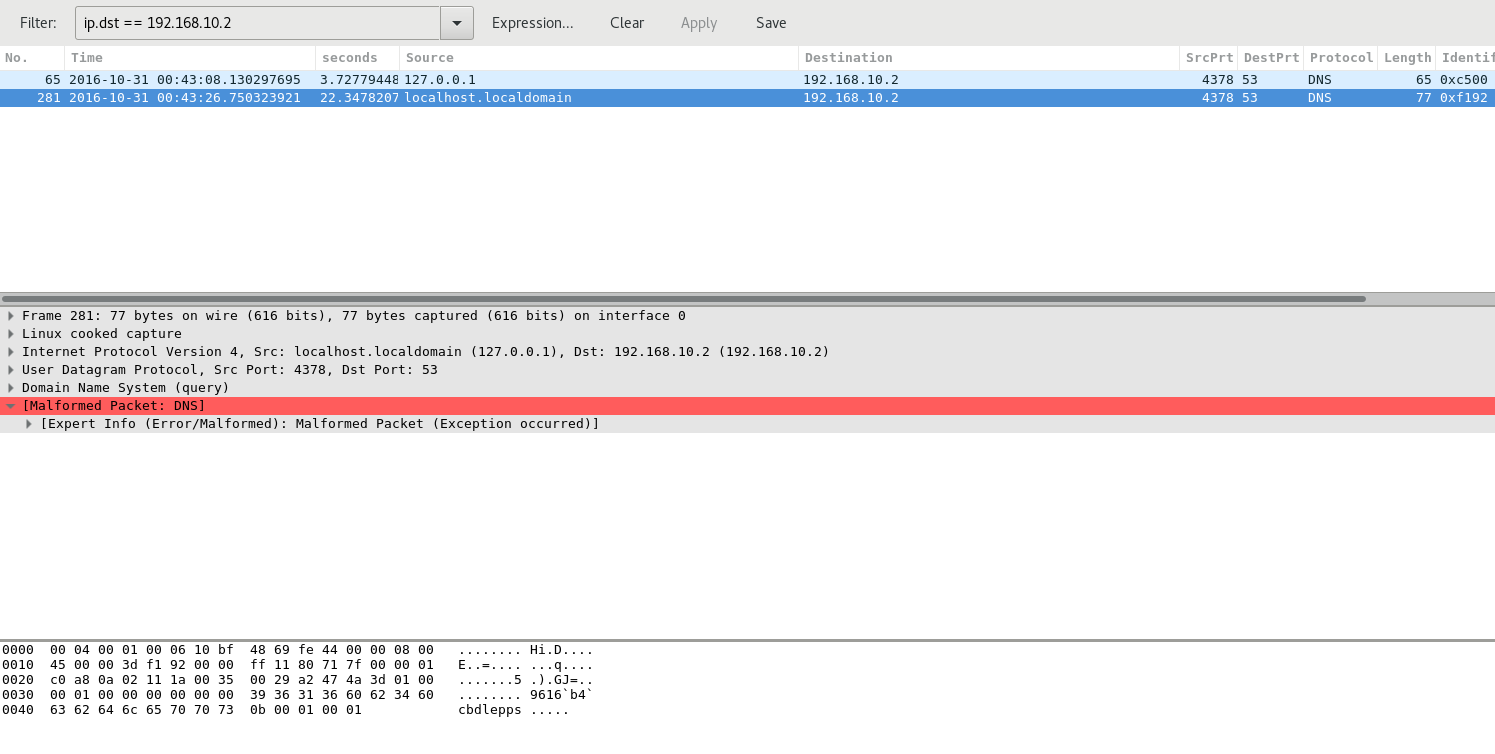 Filter: ip.dst == 192.168.10.2 Expression... Clear Apply Save
No. Time seconds Source Destination SrcPrt DestPrt Protocol Length Identif
65 2016-10-31 00:43:08.130297695 3.72779448 127.0.0.1 192.168.10.2 4378 53 DNS 65 0xc500
281 2016-10-31 00:43:26.750323921 22.3478207 localhost.localdomain 192.168.10.2 4378 53 DNS 77 0xf192
Frame 281: 77 bytes on wire (616 bits), 77 bytes captured (616 bits) on interface 0
Linux cooked capture
Internet Protocol Version 4, Src: localhost.localdomain (127.0.0.1), Dst: 192.168.10.2 (192.168.10.2)
User Datagram Protocol, Src Port: 4378, Dst Port: 53
Domain Name System (query)
[Malformed Packet: DNS]
[Expert Info (Error/Malformed): Malformed Packet (Exception occurred)]
0000 00 04 00 01 00 06 10 bf 48 69 fe 44 00 00 08 00 ........ Hi.D....
0010 45 00 00 3d f1 92 00 00 ff 11 80 71 7f 00 00 01 E..=.... ...q....
0020 c0 a8 0a 02 11 1a 00 35 00 29 a2 47 4a 3d 01 00 .......5 .).GJ=..
0030 00 01 00 00 00 00 00 00 39 36 31 36 60 62 34 60 ........ 9616`b4`
0040 63 62 64 6c 65 70 70 73 0b 00 01 00 01 cbdlepps .....